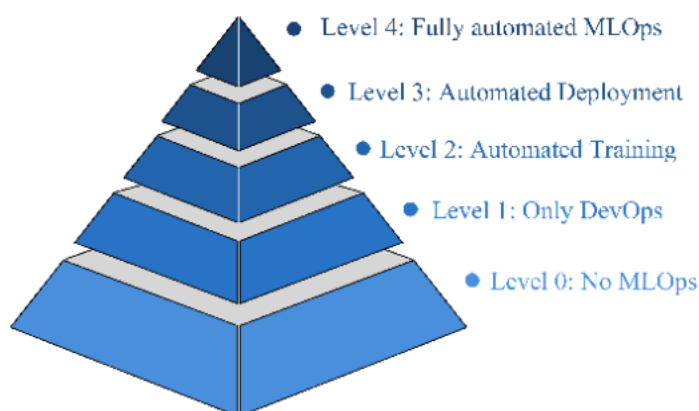 Level 4: Fully automated MLOps
Level 3: Automated Deployment
Level 2: Automated Training
Level 1: Only DevOps
Level 0: No MLOps